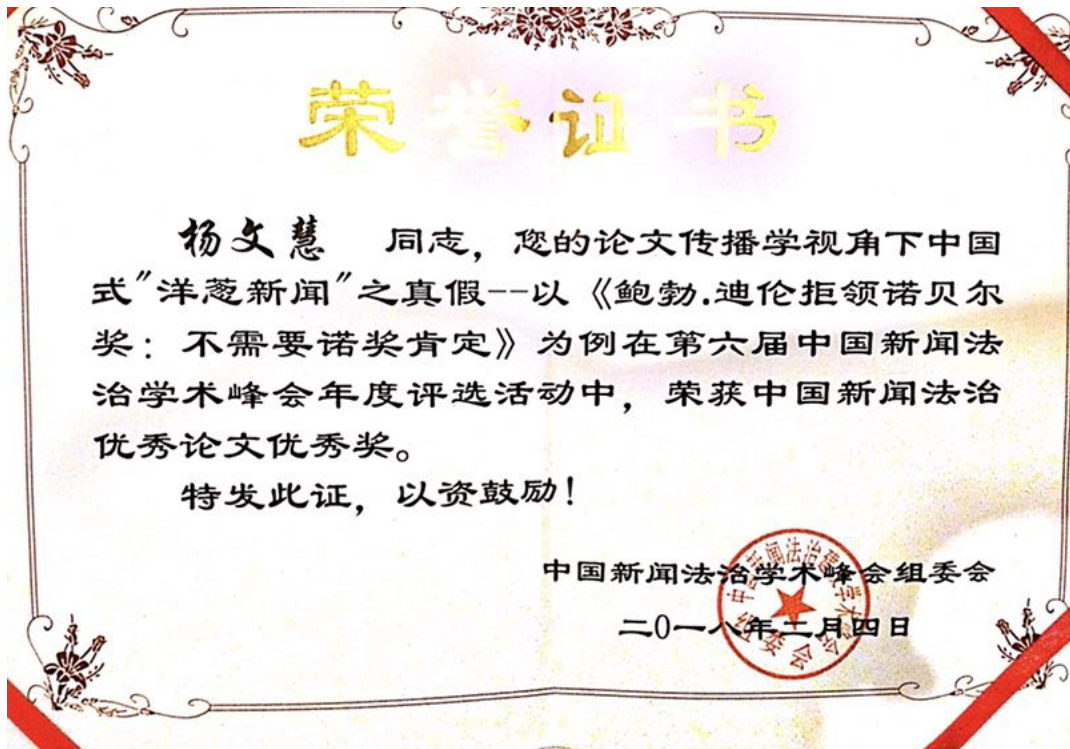 荣誉证书
杨文慧 同志，您的论文传播学视角下中国
式"洋葱新闻"之真假--以《鲍勃.迪伦拒领诺贝尔
奖：不需要诺奖肯定》为例在第六届中国新闻法
治学术峰会年度评选活动中，荣获中国新闻法治
优秀论文优秀奖。
特发此证，以资鼓励！
中国新闻法治学术峰会组委会
二0一八年二月四日